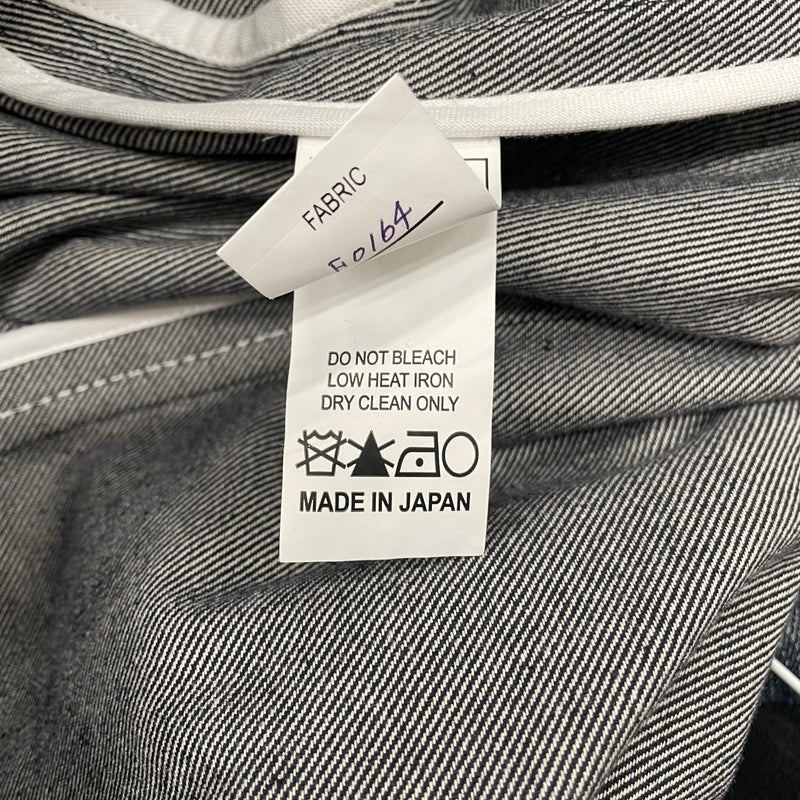 FABRIC
F0164
DO NOT BLEACH
LOW HEAT IRON
DRY CLEAN ONLY
MADE IN JAPAN